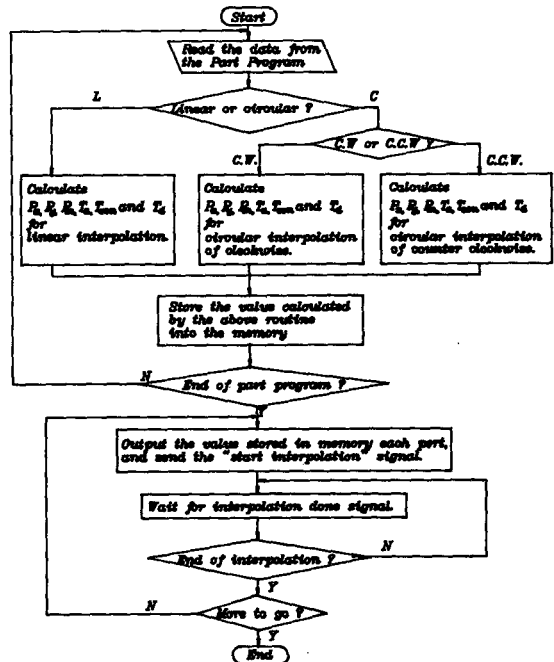 Start
Read the data from
the Part Program
Linear or circular ?
L
C
C.W or C.C.W ?
C.W.
C.C.W.
Calculate
and
for
linear interpolation.
Calculate
and
for
circular interpolation
of clockwise.
Calculate
and
for
circular interpolation
of counter clockwise.
Store the value calculated
by the above routine
into the memory
N
End of part program ?
Y
Output the value stored in memory each port,
and send the "start interpolation" signal.
Wait for interpolation done signal.
End of interpolation ?
N
Y
N
More to go ?
Y
End